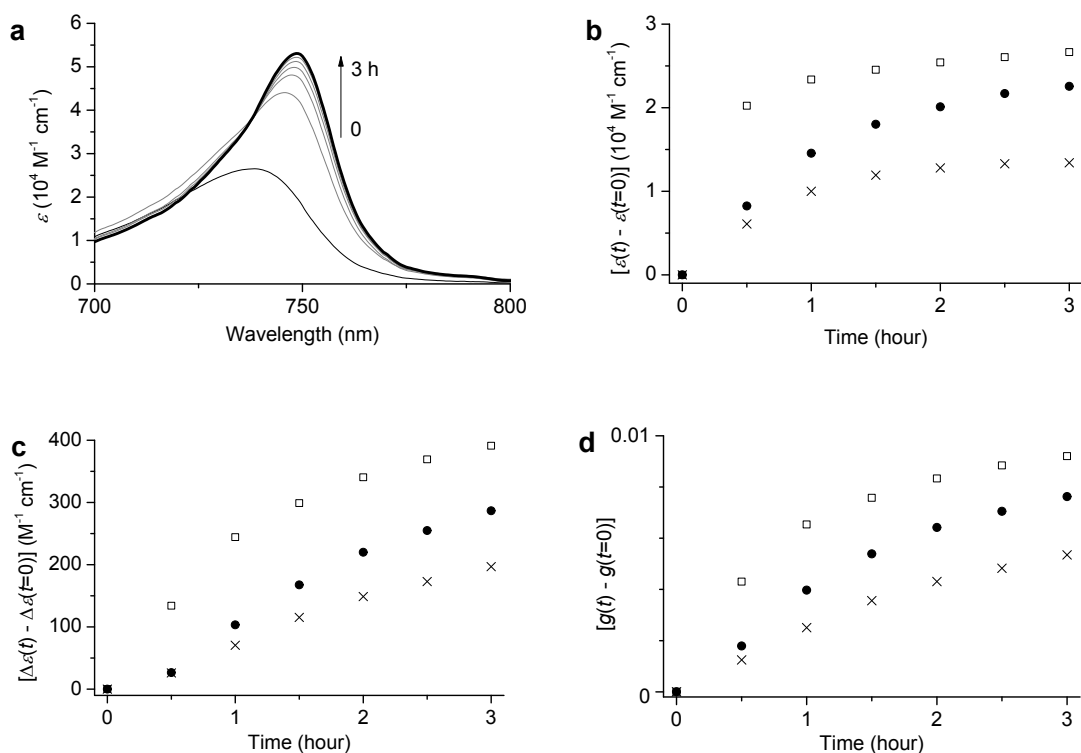 a
6
5
4
3
2
1
0
ε (10⁴ M⁻¹ cm⁻¹)
3 h
0
700
750
800
Wavelength (nm)
b
3
2
1
0
[ε(t) - ε(t=0)] (10⁴ M⁻¹ cm⁻¹)
0
1
2
3
Time (hour)
c
400
300
200
100
0
[Δε(t) - Δε(t=0)] (M⁻¹ cm⁻¹)
0
1
2
3
Time (hour)
d
0.01
0
[g(t) - g(t=0)]
0
1
2
3
Time (hour)